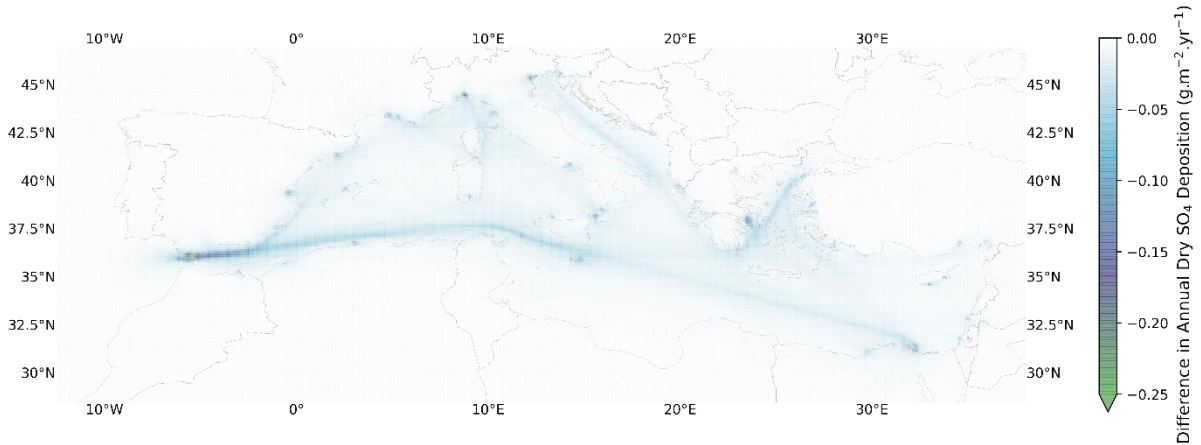 10°W 0° 10°E 20°E 30°E
45°N 45°N
42.5°N 42.5°N
40°N 40°N
37.5°N 37.5°N
35°N 35°N
32.5°N 32.5°N
30°N 30°N
10°W 0° 10°E 20°E 30°E
0.00
−0.05
−0.10
−0.15
−0.20
−0.25
Difference in Annual Dry SO₄ Deposition (g.m⁻².yr⁻¹)